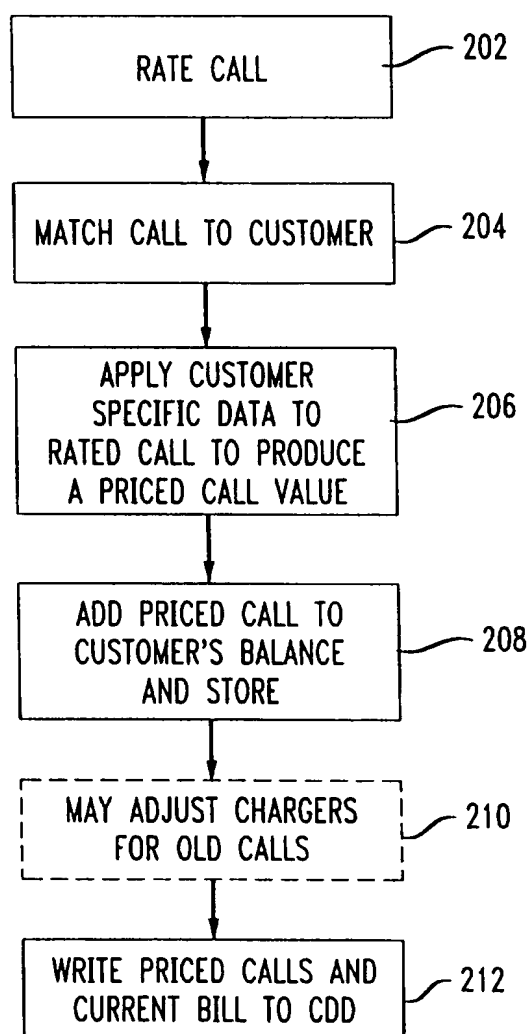 RATE CALL
202
MATCH CALL TO CUSTOMER
204
APPLY CUSTOMER
SPECIFIC DATA TO
RATED CALL TO PRODUCE
A PRICED CALL VALUE
206
ADD PRICED CALL TO
CUSTOMER'S BALANCE
AND STORE
208
MAY ADJUST CHARGERS
FOR OLD CALLS
210
WRITE PRICED CALLS AND
CURRENT BILL TO CDD
212